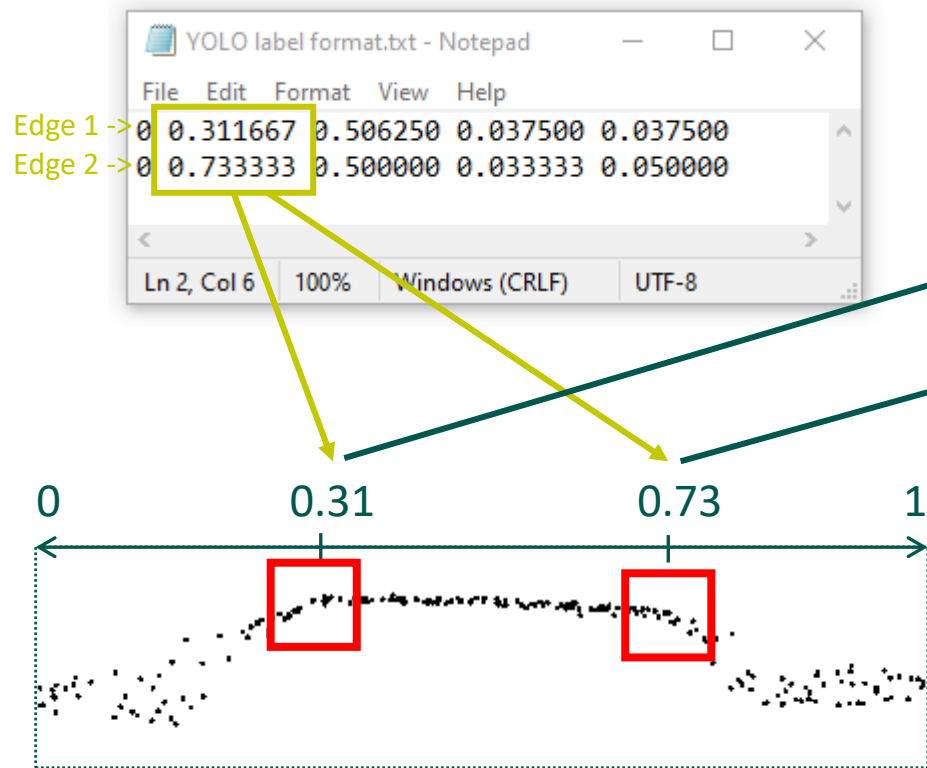 YOLO label format.txt - Notepad
File Edit Format View Help
Edge 1 -> 0 0.311667 0.506250 0.037500 0.037500
Edge 2 -> 0 0.733333 0.500000 0.033333 0.050000
Ln 2, Col 6 100% Windows (CRLF) UTF-8
0 0.31 0.73 1